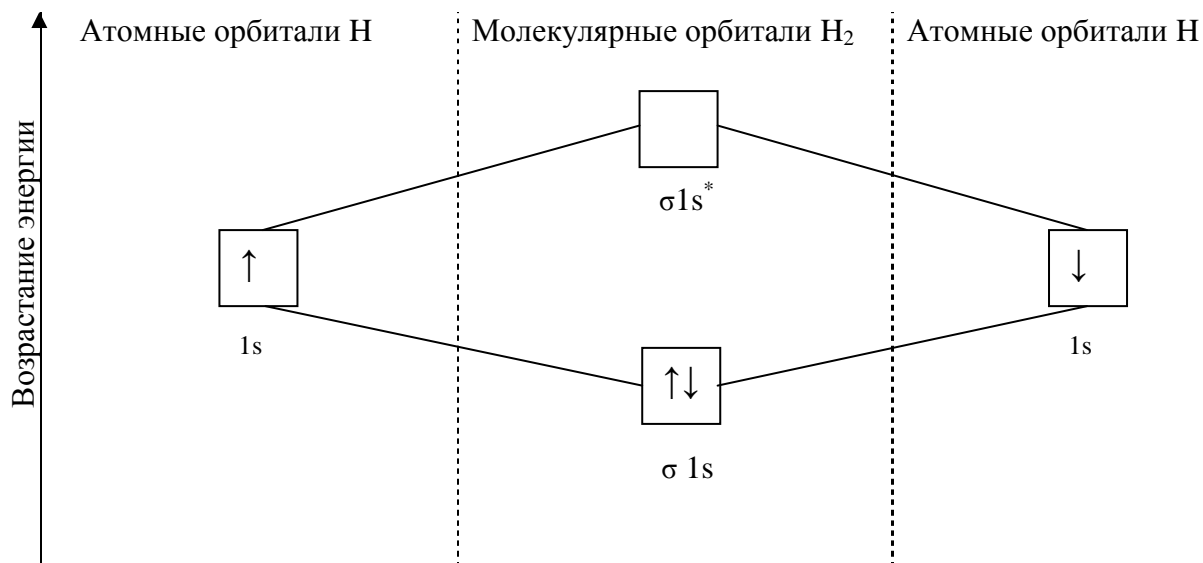 Атомные орбитали H
Молекулярные орбитали H₂
Атомные орбитали H
Возрастание энергии
σ1s*
↑
↓
1s
1s
↑↓
σ 1s